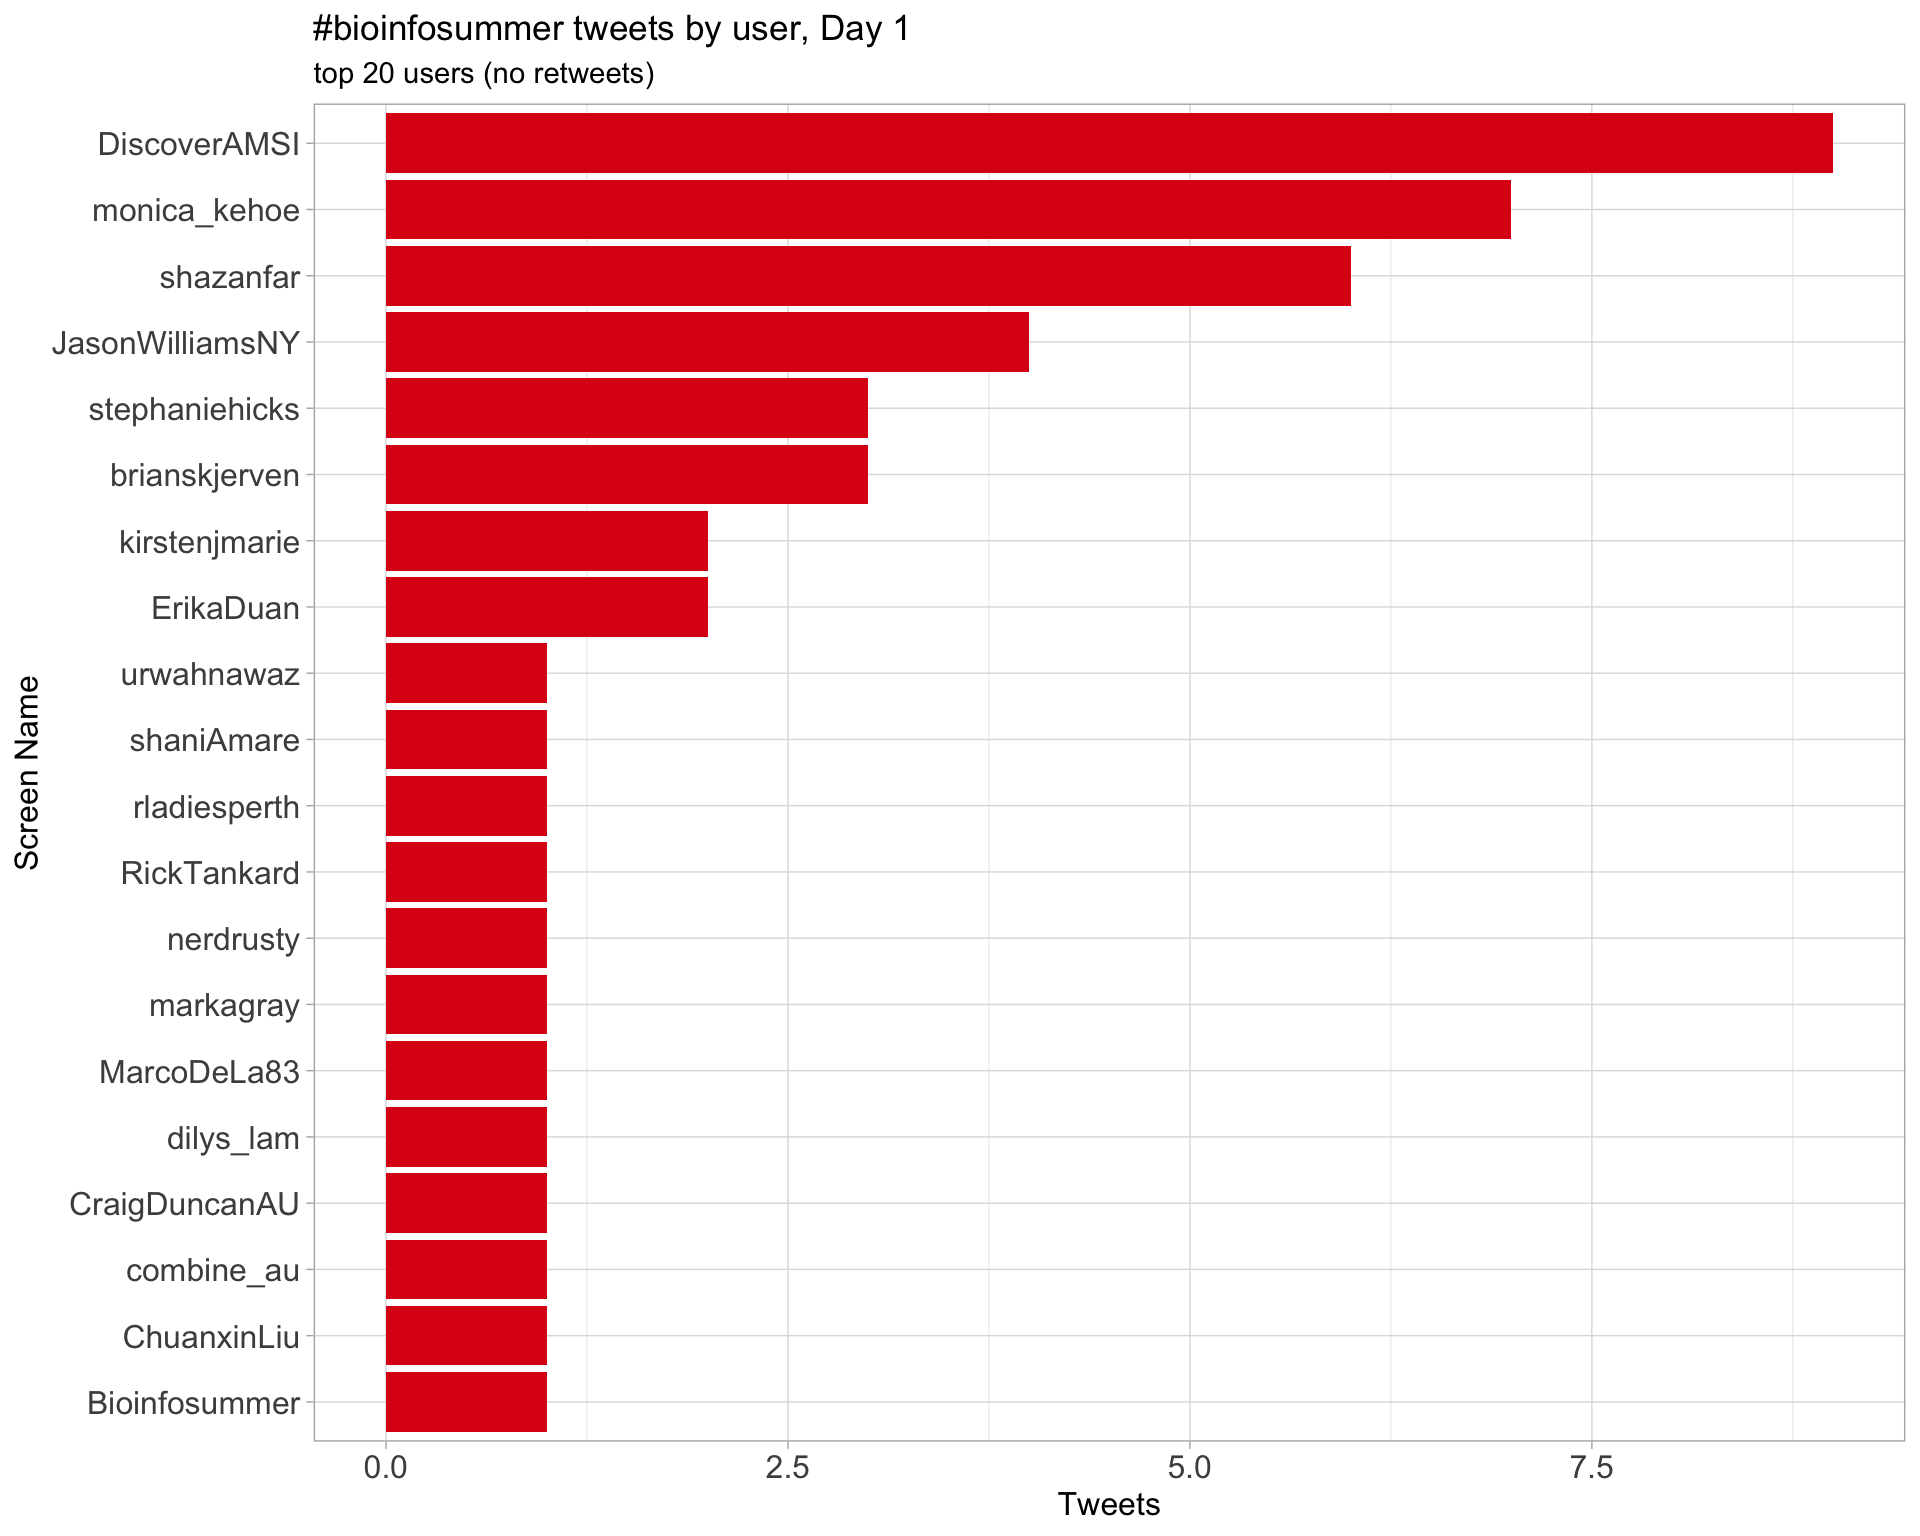 #bioinfosummer tweets by user, Day 1
top 20 users (no retweets)
DiscoverAMSI
monica_kehoe
shazanfar
JasonWilliamsNY
stephaniehicks
brianskjerven
kirstenjmarie
ErikaDuan
urwahnawaz
shaniAmare
rladiesperth
RickTankard
nerdrusty
markagray
MarcoDeLa83
dilys_lam
CraigDuncanAU
combine_au
ChuanxinLiu
Bioinfosummer
Screen Name
0.0 2.5 5.0 7.5
Tweets